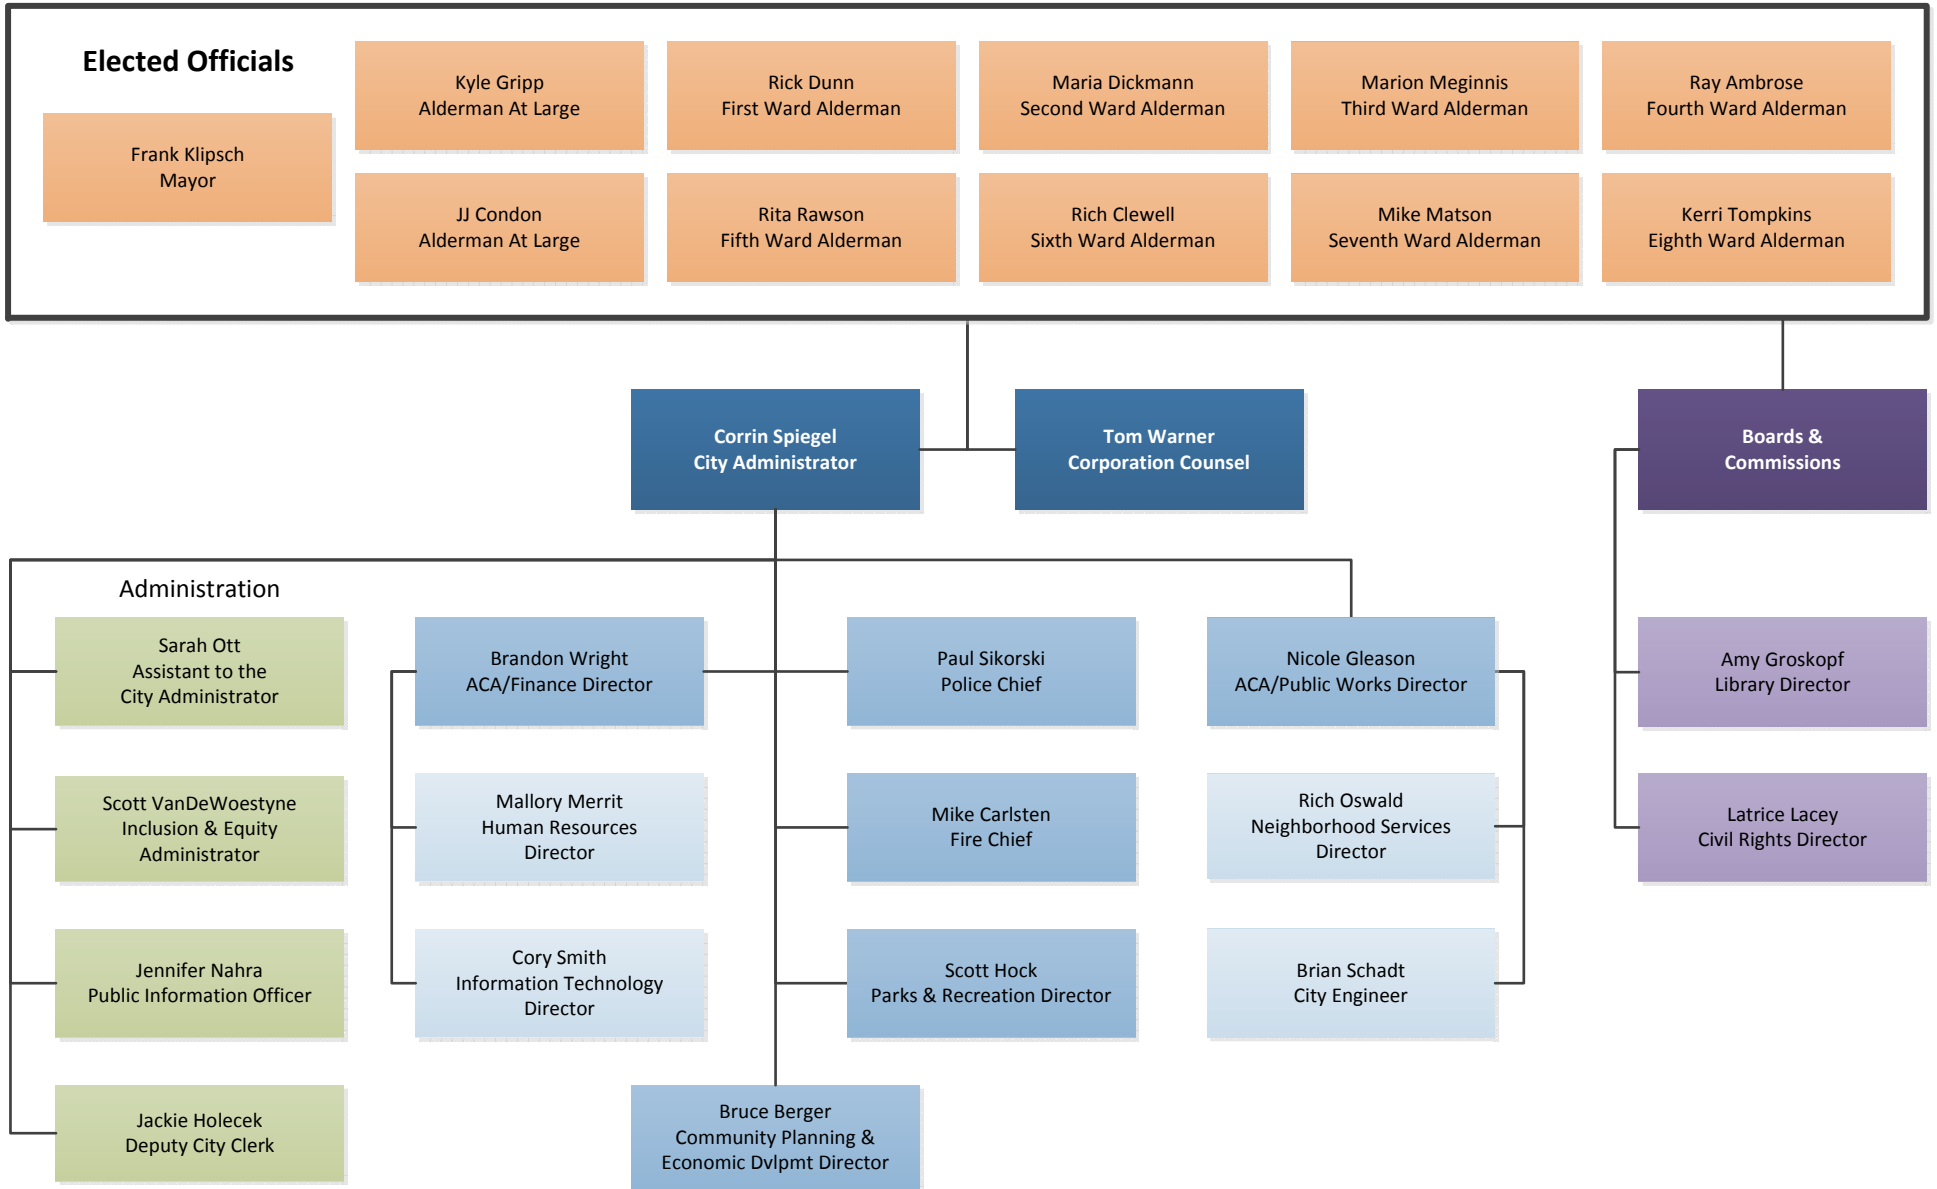 Elected Officials
Frank Klipsch
Mayor
Kyle Gripp
Alderman At Large
Rick Dunn
First Ward Alderman
Maria Dickmann
Second Ward Alderman
Marion Meginnis
Third Ward Alderman
Ray Ambrose
Fourth Ward Alderman
JJ Condon
Alderman At Large
Rita Rawson
Fifth Ward Alderman
Rich Clewell
Sixth Ward Alderman
Mike Matson
Seventh Ward Alderman
Kerri Tompkins
Eighth Ward Alderman
Corrin Spiegel
City Administrator
Tom Warner
Corporation Counsel
Boards &
Commissions
Administration
Sarah Ott
Assistant to the
City Administrator
Brandon Wright
ACA/Finance Director
Paul Sikorski
Police Chief
Nicole Gleason
ACA/Public Works Director
Amy Groskopf
Library Director
Scott VanDeWoestyne
Inclusion & Equity
Administrator
Mallory Merrit
Human Resources
Director
Mike Carlsten
Fire Chief
Rich Oswald
Neighborhood Services
Director
Latrice Lacey
Civil Rights Director
Jennifer Nahra
Public Information Officer
Cory Smith
Information Technology
Director
Scott Hock
Parks & Recreation Director
Brian Schadt
City Engineer
Jackie Holecek
Deputy City Clerk
Bruce Berger
Community Planning &
Economic Dvlpmt Director